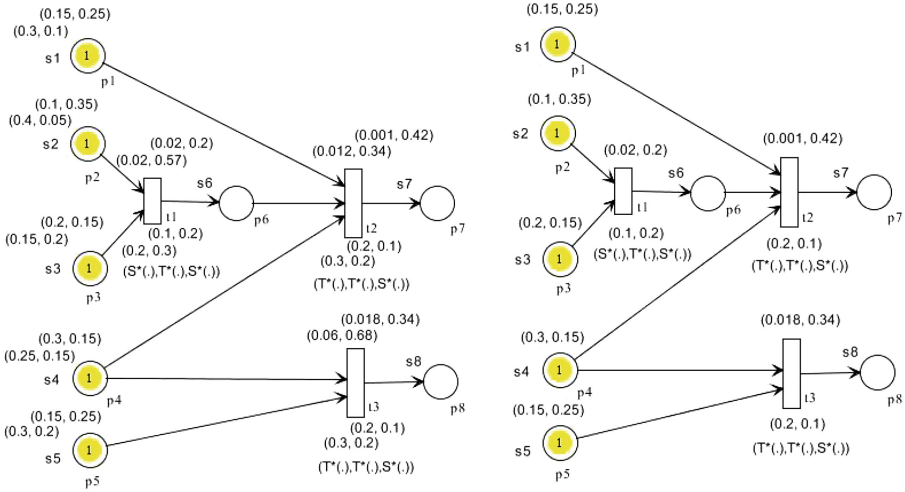 (0.15, 0.25)
(0.3, 0.1)
s1
1
p1
(0.1, 0.35)
(0.4, 0.05)
s2
1
p2
(0.02, 0.2)
(0.02, 0.57)
s6
t1
p6
(0.1, 0.2)
(0.2, 0.3)
(S*(.),T*(.),S*(.))
(0.2, 0.15)
(0.15, 0.2)
s3
1
p3
(0.001, 0.42)
(0.012, 0.34)
s7
t2
p7
(0.2, 0.1)
(0.3, 0.2)
(T*(.),T*(.),S*(.))
(0.3, 0.15)
(0.25, 0.15)
s4
1
p4
(0.018, 0.34)
(0.06, 0.68)
s8
t3
p8
(0.15, 0.25)
(0.3, 0.2)
s5
1
p5
(0.2, 0.1)
(0.3, 0.2)
(T*(.),T*(.),S*(.))
(0.15, 0.25)
s1
1
p1
(0.1, 0.35)
s2
1
p2
(0.02, 0.2)
s6
t1
p6
(0.1, 0.2)
(S*(.),T*(.),S*(.))
(0.2, 0.15)
s3
1
p3
(0.001, 0.42)
s7
t2
p7
(0.2, 0.1)
(T*(.),T*(.),S*(.))
(0.3, 0.15)
s4
1
p4
(0.018, 0.34)
s8
t3
p8
(0.15, 0.25)
s5
1
p5
(0.2, 0.1)
(T*(.),T*(.),S*(.))